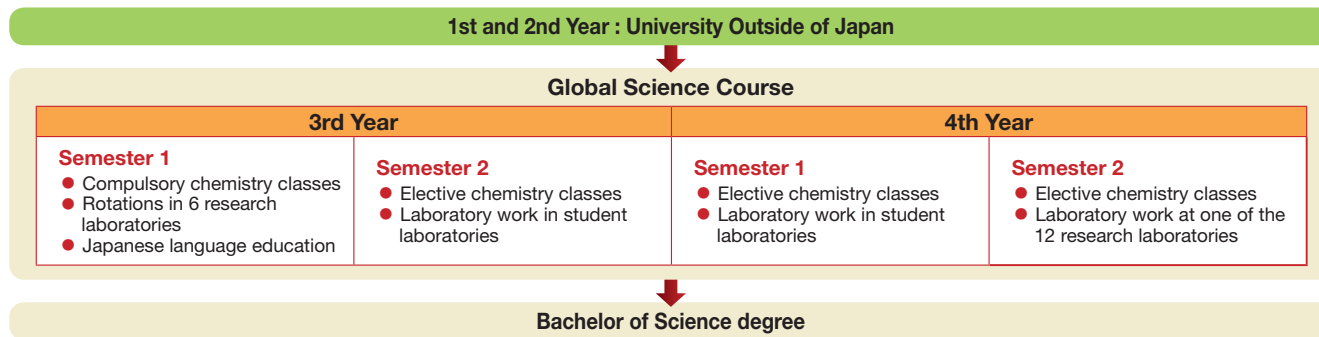 1st and 2nd Year : University Outside of Japan
Global Science Course
3rd Year
4th Year
Semester 1
● Compulsory chemistry classes
● Rotations in 6 research
laboratories
● Japanese language education
Semester 2
● Elective chemistry classes
● Laboratory work in student
laboratories
Semester 1
● Elective chemistry classes
● Laboratory work in student
laboratories
Semester 2
● Elective chemistry classes
● Laboratory work at one of the
12 research laboratories
Bachelor of Science degree